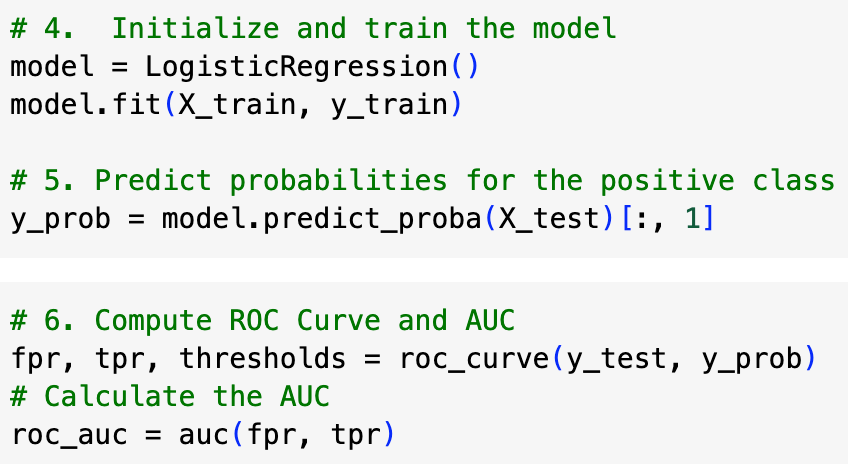 # 4.  Initialize and train the model
model = LogisticRegression()
model.fit(X_train, y_train)
# 5. Predict probabilities for the positive class
y_prob = model.predict_proba(X_test)[:, 1]
# 6. Compute ROC Curve and AUC
fpr, tpr, thresholds = roc_curve(y_test, y_prob)
# Calculate the AUC
roc_auc = auc(fpr, tpr)